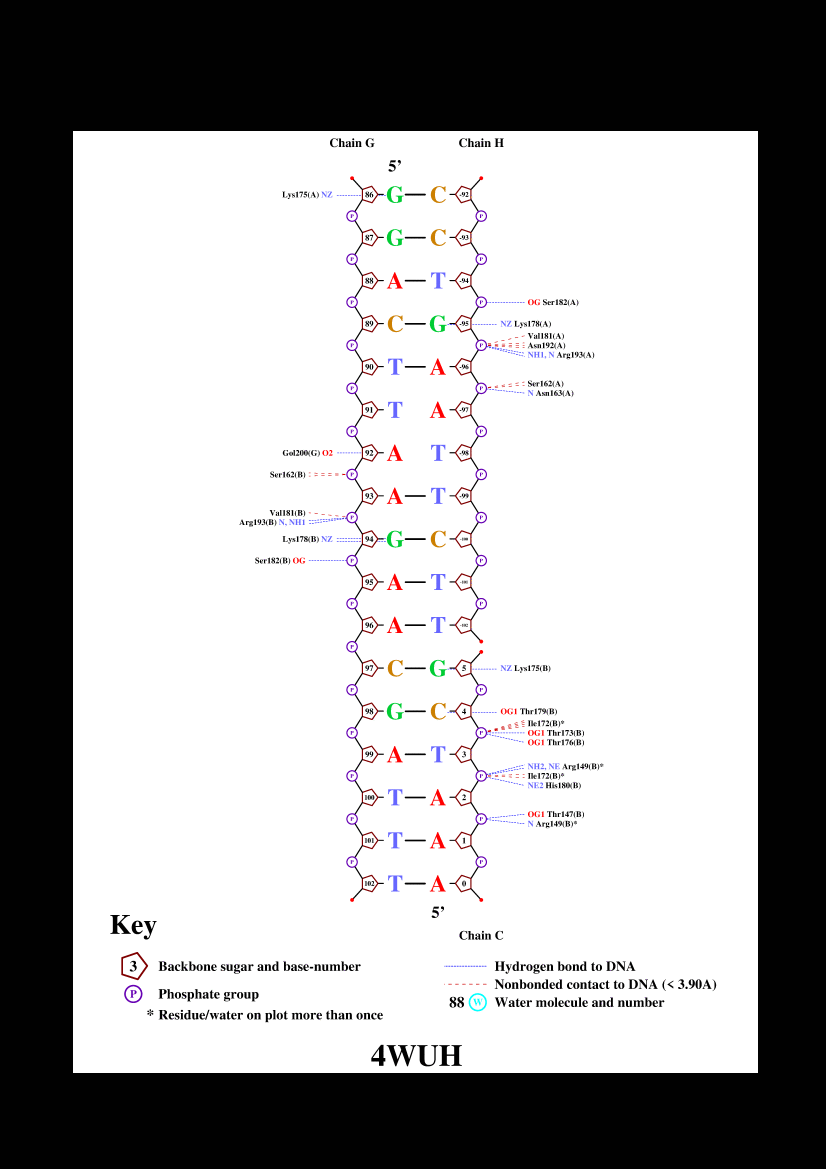 Chain G Chain H
5’
Lys175(A) NZ 86 G C -92
P P
87 G C -93
P P
88 A T -94
P P OG Ser182(A)
89 C G -95 NZ Lys178(A)
Val181(A)
P P Asn192(A)
NH1, N Arg193(A)
90 T A -96
Ser162(A)
P P
N Asn163(A)
91 T A -97
P P
Gol200(G) O2 92 A T -98
Ser162(B) P P
93 A T -99
Val181(B)
P P
Arg193(B) N, NH1
Lys178(B) NZ 94 G C -100
Ser182(B) OG P P
95 A T -101
P P
96 A T -102
P
97 C G 5 NZ Lys175(B)
P P
98 G C 4 OG1 Thr179(B)
Ile172(B)*
P P OG1 Thr173(B)
OG1 Thr176(B)
99 A T 3
NH2, NE Arg149(B)*
P P Ile172(B)*
NE2 His180(B)
100 T A 2
OG1 Thr147(B)
P P
N Arg149(B)*
101 T A 1
P P
102 T A 0
5’
Chain C
Key
3 Backbone sugar and base-number
P Phosphate group
* Residue/water on plot more than once
Hydrogen bond to DNA
Nonbonded contact to DNA (< 3.90A)
88 W Water molecule and number
4WUH